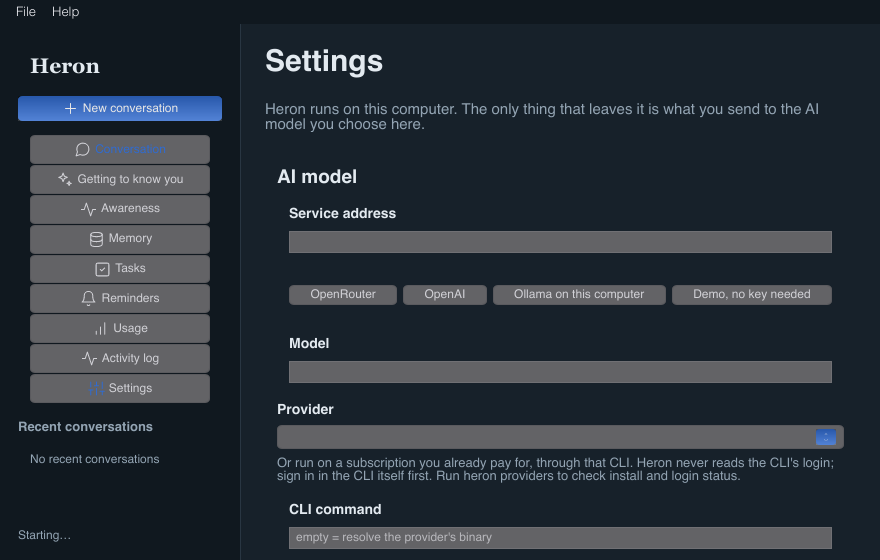 File Help
Heron
New conversation
Conversation
Getting to know you
Awareness
Memory
Tasks
Reminders
Usage
Activity log
Settings
Recent conversations
No recent conversations
Starting…
Settings
Heron runs on this computer. The only thing that leaves it is what you send to the AI
model you choose here.
AI model
Service address
OpenRouter OpenAI Ollama on this computer Demo, no key needed
Model
Provider
Or run on a subscription you already pay for, through that CLI. Heron never reads the CLI's login;
sign in in the CLI itself first. Run heron providers to check install and login status.
CLI command
empty = resolve the provider's binary